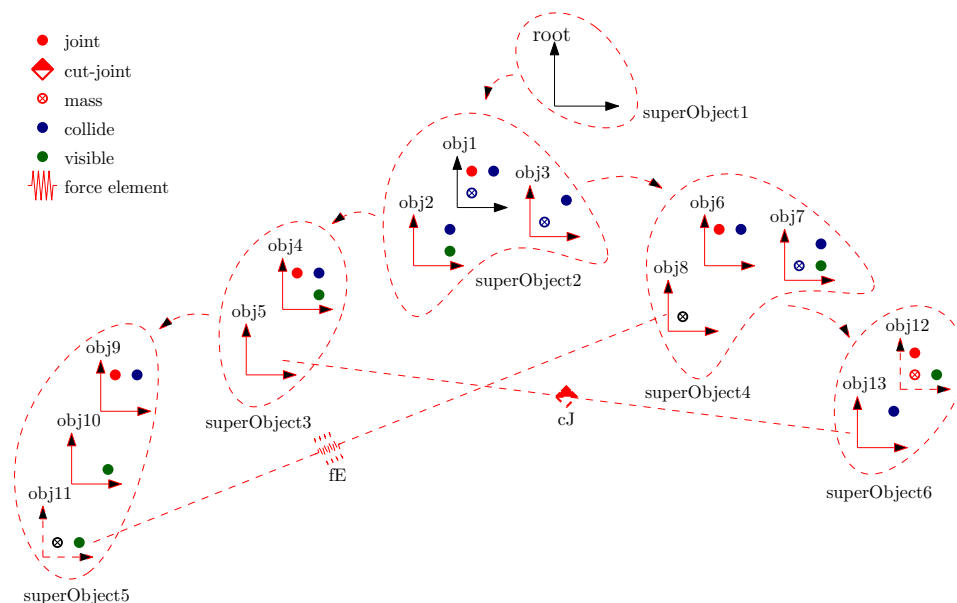 joint
cut-joint
mass
collide
visible
force element
root
superObject1
obj1
obj2
obj3
superObject2
obj4
obj5
superObject3
obj6
obj7
obj8
superObject4
obj9
obj10
obj11
superObject5
obj12
obj13
superObject6
cJ
fE